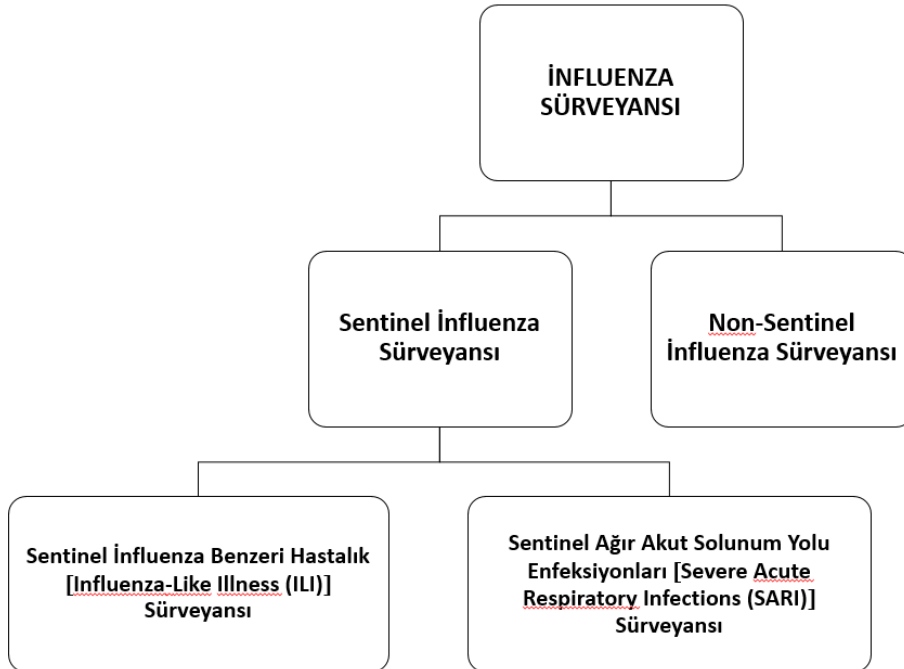 İNFLUENZA
SÜRVEYANSI
Sentinel İnfluenza
Sürveyansı
Non-Sentinel
İnfluenza Sürveyansı
Sentinel İnfluenza Benzeri Hastalık
[Influenza-Like Illness (ILI)]
Sürveyansı
Sentinel Ağır Akut Solunum Yolu
Enfeksiyonları [Severe Acute
Respiratory Infections (SARI)]
Sürveyansı